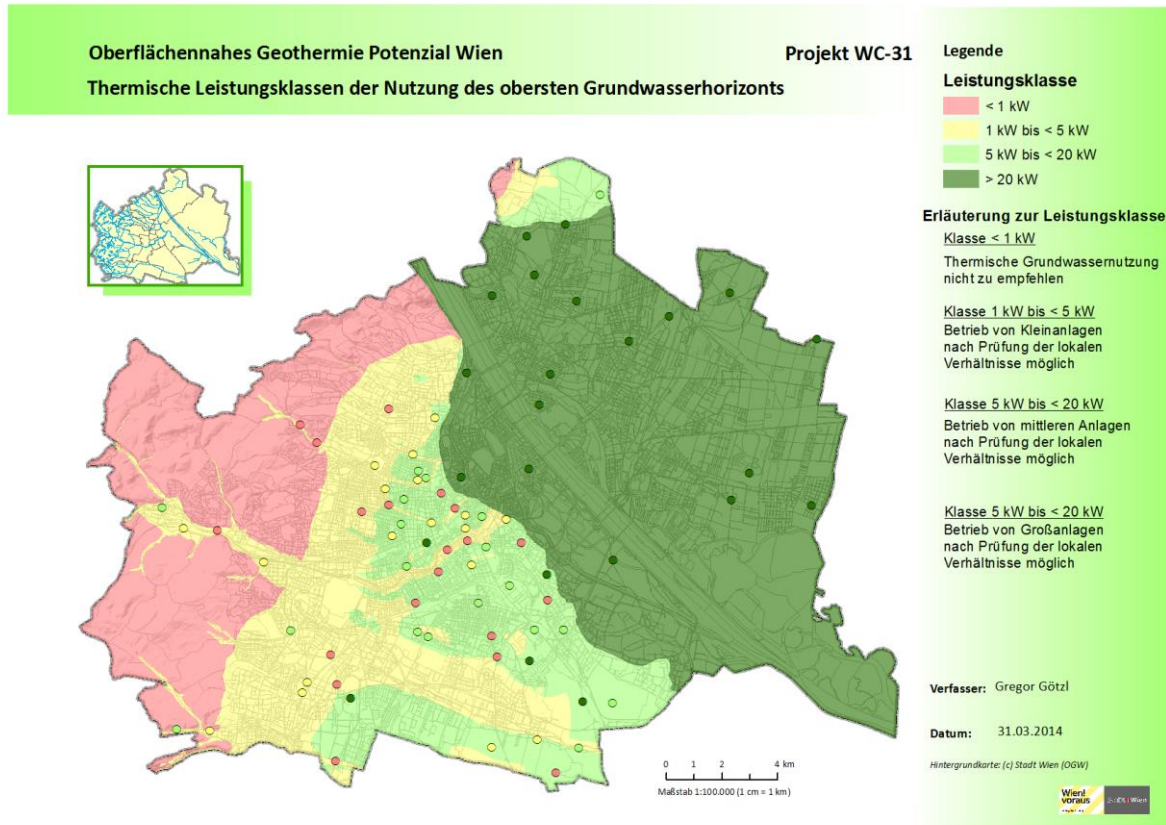 Oberflächennahes Geothermie Potenzial Wien
Projekt WC-31
Thermische Leistungsklassen der Nutzung des obersten Grundwasserhorizonts
Legende
Leistungsklasse
< 1 kW
1 kW bis < 5 kW
5 kW bis < 20 kW
> 20 kW
Erläuterung zur Leistungsklasse
Klasse < 1 kW
Thermische Grundwassernutzung
nicht zu empfehlen
Klasse 1 kW bis < 5 kW
Betrieb von Kleinanlagen
nach Prüfung der lokalen
Verhältnisse möglich
Klasse 5 kW bis < 20 kW
Betrieb von mittleren Anlagen
nach Prüfung der lokalen
Verhältnisse möglich
Klasse 5 kW bis < 20 kW
Betrieb von Großanlagen
nach Prüfung der lokalen
Verhältnisse möglich
0 1 2 4 km
Maßstab 1:100.000 (1 cm = 1 km)
Verfasser: Gregor Götzl
Datum: 31.03.2014
Hintergrundkarte: (c) Stadt Wien (OGW)
Wien!
voraus